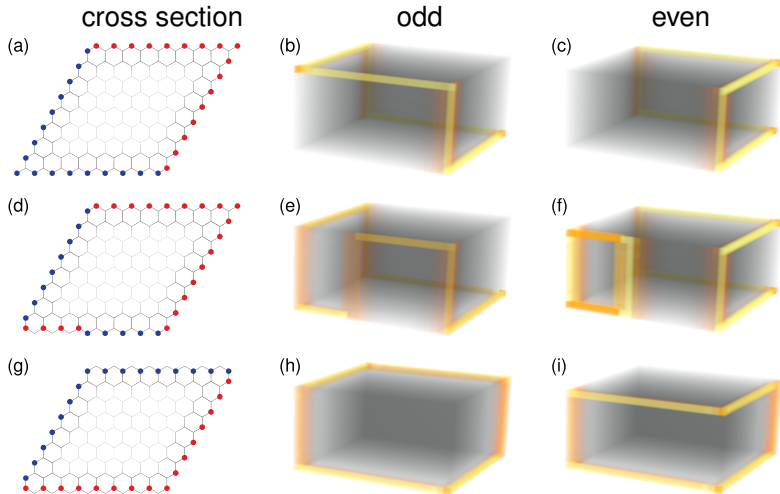 cross section odd even
(a) (b) (c)
(d) (e) (f)
(g) (h) (i)